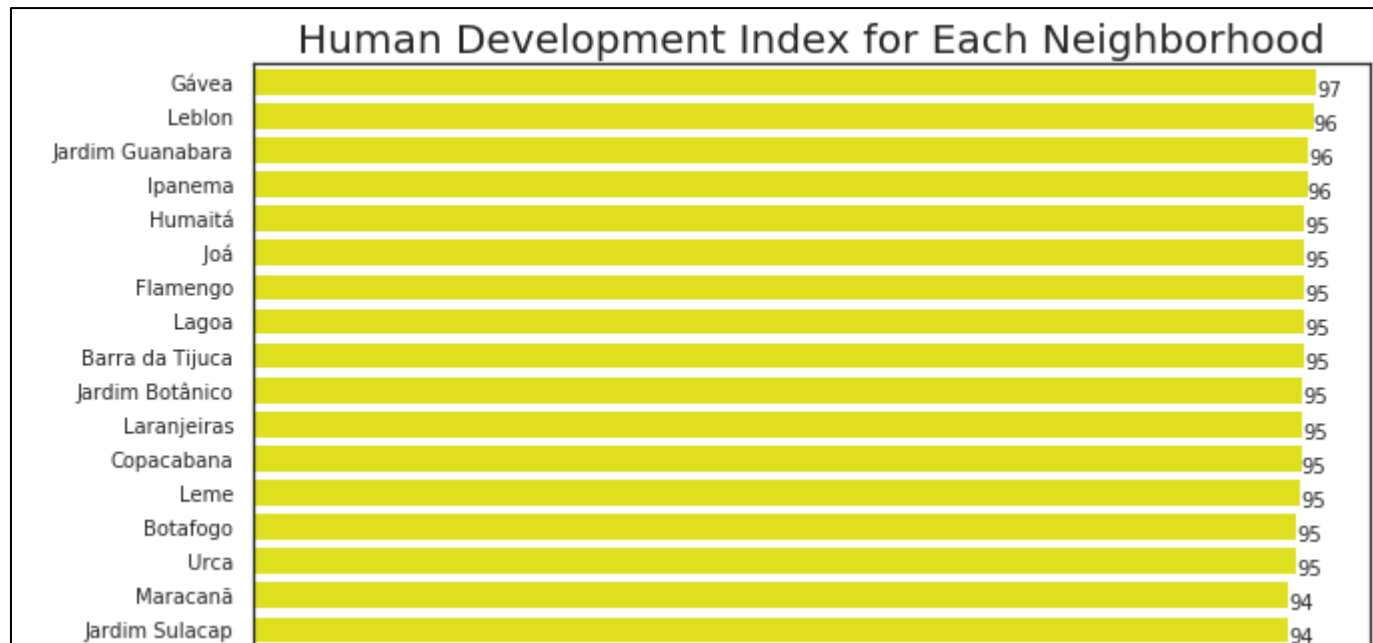 Human Development Index for Each Neighborhood
Gávea 97
Leblon 96
Jardim Guanabara 96
Ipanema 96
Humaitá 95
Joá 95
Flamengo 95
Lagoa 95
Barra da Tijuca 95
Jardim Botânico 95
Laranjeiras 95
Copacabana 95
Leme 95
Botafogo 95
Urca 95
Maracanã 94
Jardim Sulacap 94